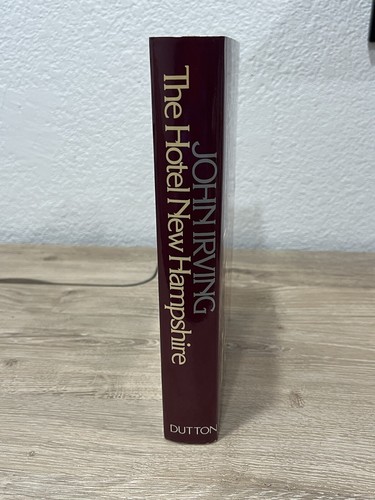 JOHN IRVING
The Hotel New Hampshire
DUTTON